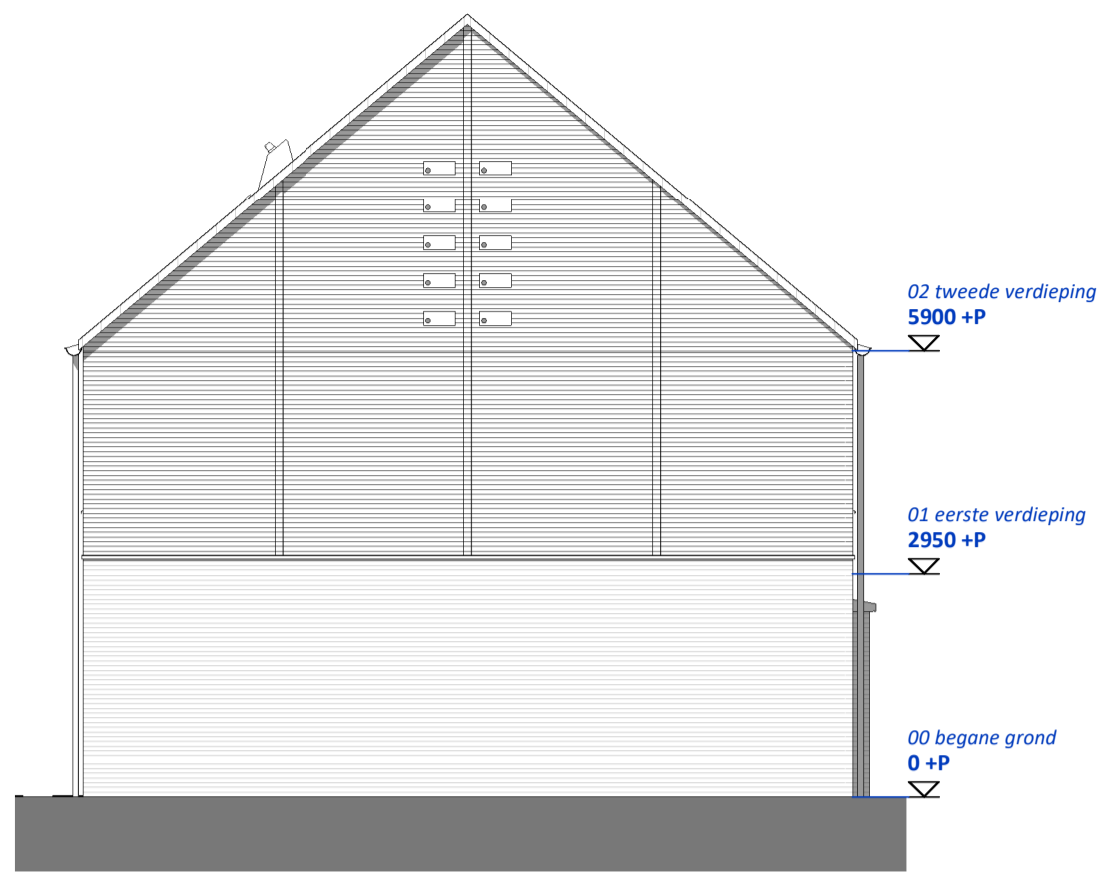 02 tweede verdieping
5900 +P
01 eerste verdieping
2950 +P
00 begane grond
0 +P